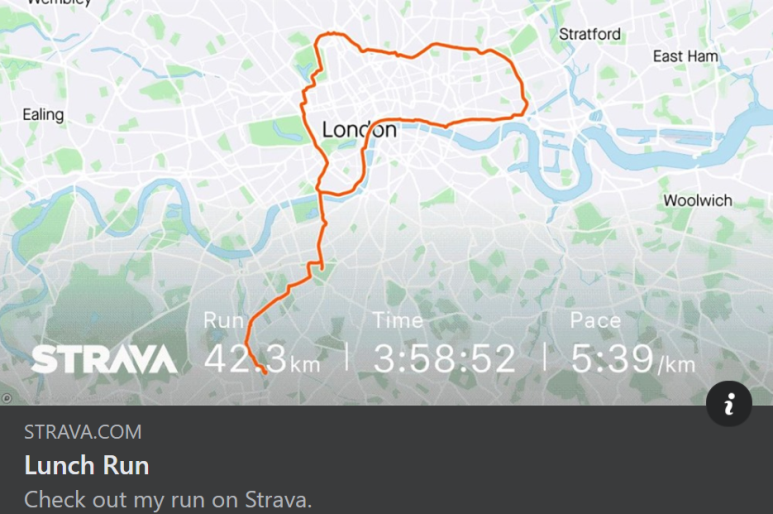 Wembley
Stratford
East Ham
Ealing
London
Woolwich
Run
Time
Pace
STRAVA
42.3km
3:58:52
5:39/km
i
STRAVA.COM
Lunch Run
Check out my run on Strava.